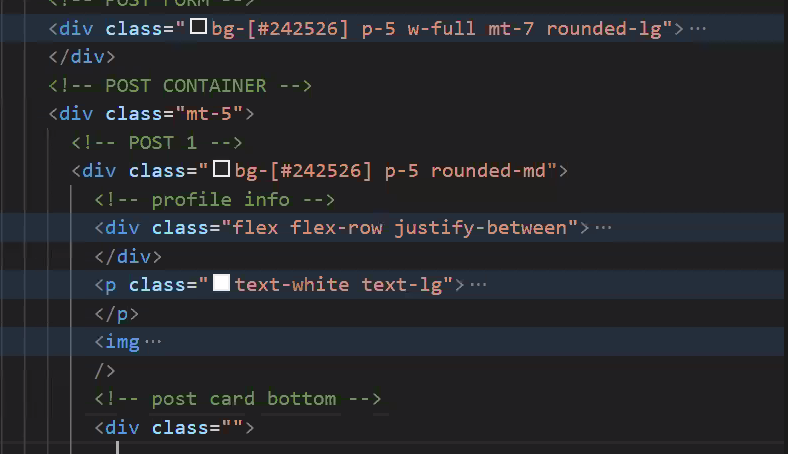 <!-- POST FORM -->
<div class="bg-[#242526] p-5 w-full mt-7 rounded-lg">…
</div>
<!-- POST CONTAINER -->
<div class="mt-5">
<!-- POST 1 -->
<div class="bg-[#242526] p-5 rounded-md">
<!-- profile info -->
<div class="flex flex-row justify-between">…
</div>
<p class="text-white text-lg">…
</p>
<img…
/>
<!-- post card bottom -->
<div class="">